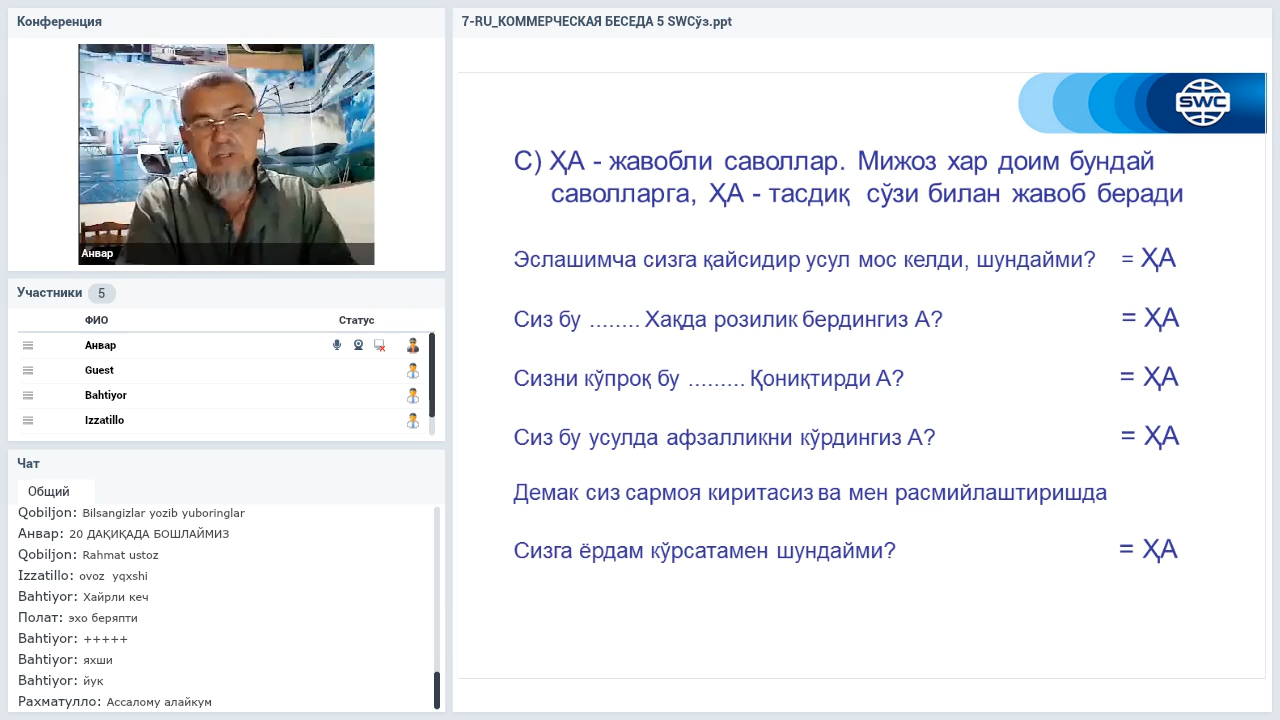 Конференция
Анвар
Участники 5
ФИО Статус
Анвар
Guest
Bahtiyor
Izzatillo
Чат
Общий
Qobiljon: Bilsangizlar yozib yuboringlar
Анвар: 20 ДАҚИҚАДА БОШЛАЙМИЗ
Qobiljon: Rahmat ustoz
Izzatillo: ovoz yqxshi
Bahtiyor: Хайрли кеч
Полат: эхо беряпти
Bahtiyor: +++++
Bahtiyor: яхши
Bahtiyor: йук
Рахматулло: Ассалому алайкум
7-RU_КОММЕРЧЕСКАЯ БЕСЕДА 5 SWCўз.ppt
SWC
С) ҲА - жавобли саволлар. Мижоз хар доим бундай
саволларга, ҲА - тасдиқ сўзи билан жавоб беради
Эслашимча сизга қайсидир усул мос келди, шундайми? = ҲА
Сиз бу ........ Хақда розилик бердингиз А? = ҲА
Сизни кўпроқ бу ......... Қониқтирди А? = ҲА
Сиз бу усулда афзалликни кўрдингиз А? = ҲА
Демак сиз сармоя киритасиз ва мен расмийлаштиришда
Сизга ёрдам кўрсатамен шундайми? = ҲА